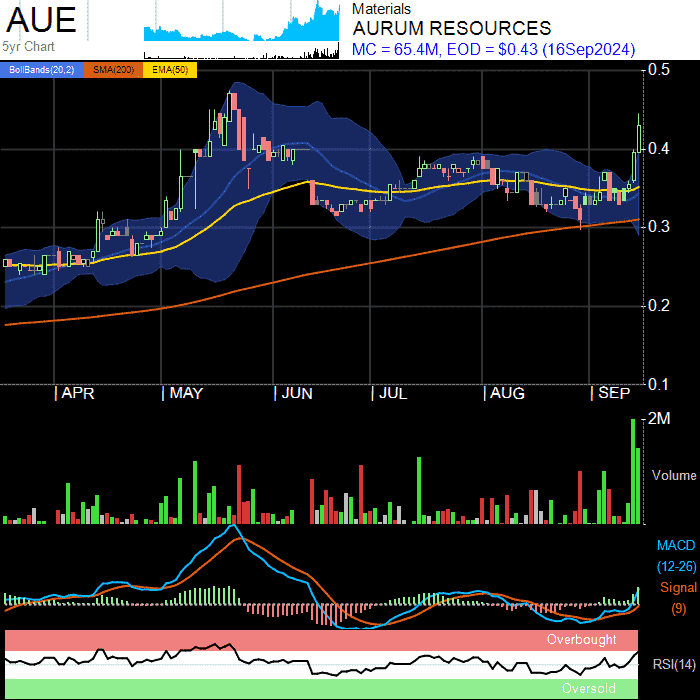 AUE
5yr Chart
Materials
AURUM RESOURCES
MC = 65.4M, EOD = $0.43 (16Sep2024)
BollBands(20,2) SMA(200) EMA(50)
0.5
0.4
0.3
0.2
0.1
| APR | MAY | JUN | JUL | AUG | SEP
2M
Volume
MACD
(12-26)
Signal
(9)
Overbought
RSI(14)
Oversold